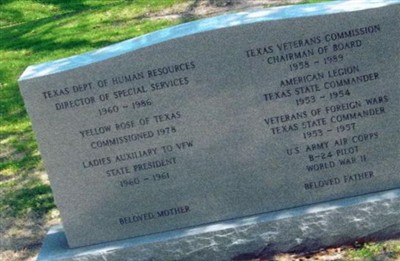 TEXAS DEPT OF HUMAN RESOURCES
DIRECTOR OF SPECIAL SERVICES
1960 - 1986
YELLOW ROSE OF TEXAS
COMMISSIONED 1978
LADIES AUXILIARY TO VFW
STATE PRESIDENT
1960 - 1961
BELOVED MOTHER
TEXAS VETERANS COMMISSION
CHAIRMAN OF BOARD
1958 - 1989
AMERICAN LEGION
TEXAS STATE COMMANDER
1953 - 1954
VETERANS OF FOREIGN WARS
TEXAS STATE COMMANDER
1953 - 1957
U.S. ARMY AIR CORPS
B-24 PILOT
WORLD WAR II
BELOVED FATHER